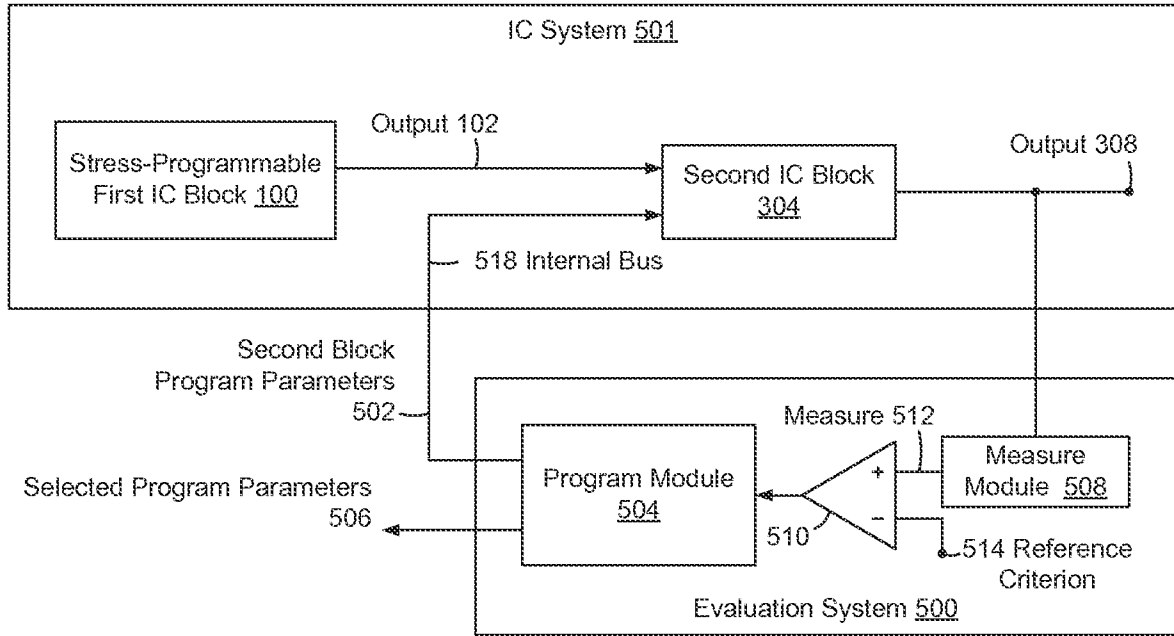 IC System 501
Output 102
Stress-Programmable
First IC Block 100
Second IC Block
304
Output 308
518 Internal Bus
Second Block
Program Parameters
502
Selected Program Parameters
506
Program Module
504
Measure 512
+
−
510
Measure
Module 508
514 Reference
Criterion
Evaluation System 500